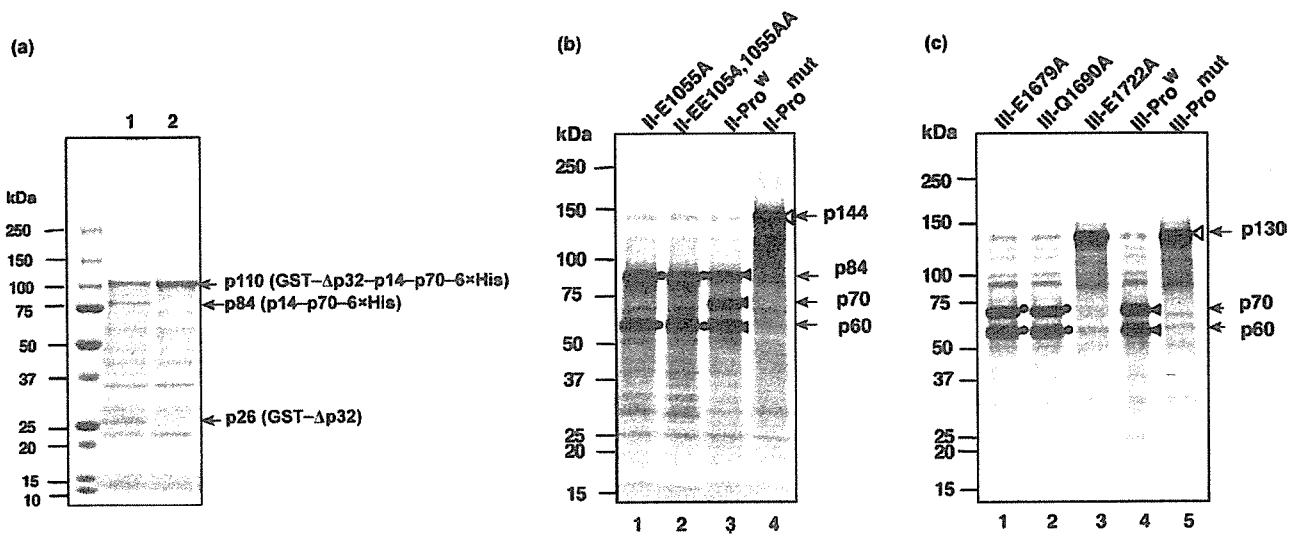 (a)
1 2
kDa
250
150
100
75
50
37
25
20
15
10
p110 (GST–Δp32–p14–p70–6×His)
p84 (p14–p70–6×His)
p26 (GST–Δp32)
(b)
II-E1055A
II-EE1054,1055AA
II-Pro w
II-Pro mut
kDa
250
150
100
75
50
37
25
20
15
p144
p84
p70
p60
1 2 3 4
(c)
III-E1679A
III-Q1690A
III-E1722A
III-Pro w
III-Pro mut
kDa
250
150
100
75
50
37
25
20
15
p130
p70
p60
1 2 3 4 5